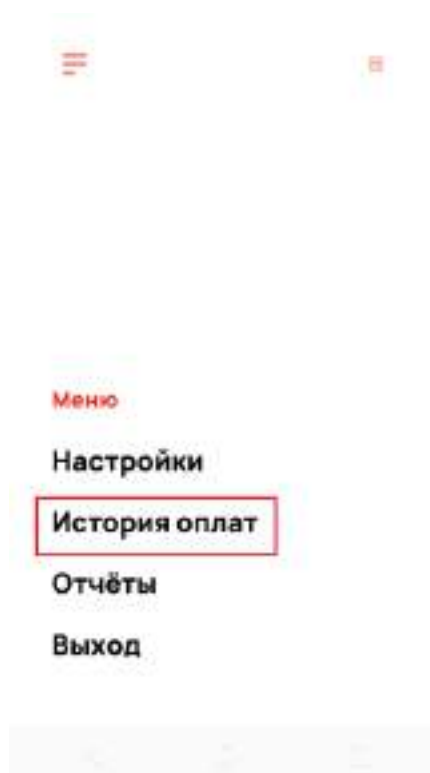 Меню
Настройки
История оплат
Отчёты
Выход